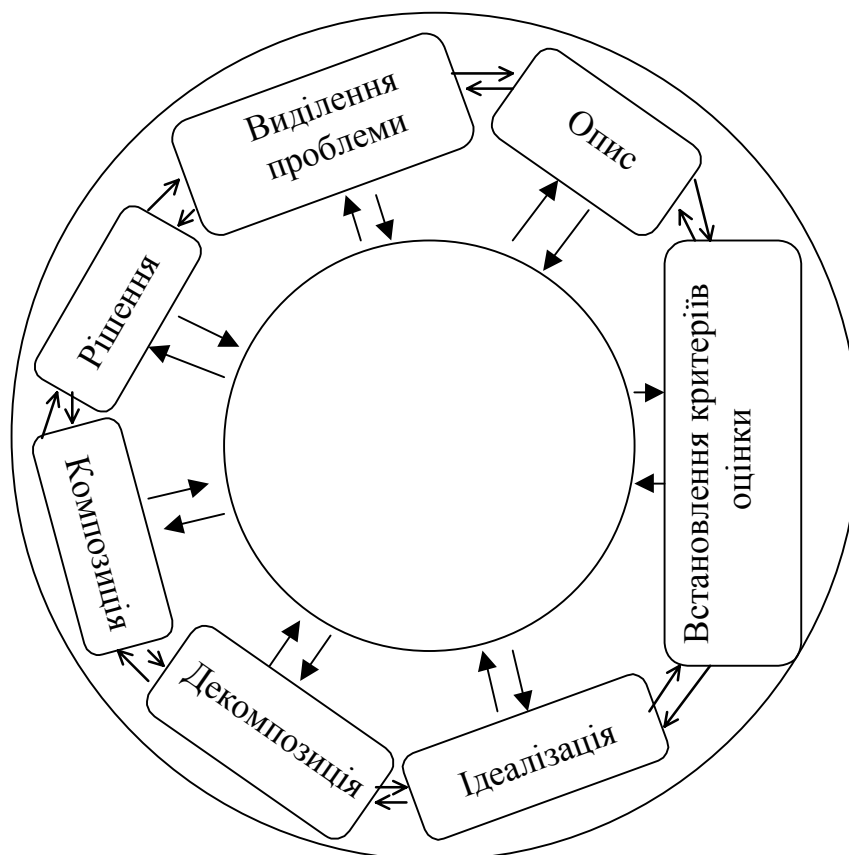 Виділення
проблеми
Опис
Встановлення критеріїв
оцінки
Ідеалізація
Декомпозиція
Композиція
Рішення